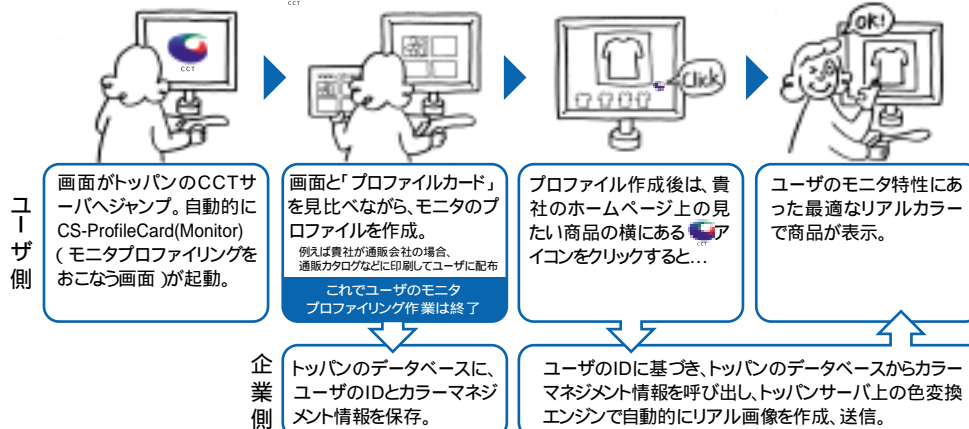 CCT
CCT
Click
OK!
ユーザ側
画面がトッパンのCCTサ
ーバへジャンプ。自動的に
CS-ProfileCard(Monitor)
(モニタプロファイリングを
おこなう画面)が起動。
画面と「プロファイルカード」
を見比べながら、モニタのプ
ロファイルを作成。
例えば貴社が通販会社の場合、
通販カタログなどに印刷してユーザに配布
これでユーザのモニタ
プロファイリング作業は終了
プロファイル作成後は、貴
社のホームページ上の見
たい商品の横にあるア
CCT
イコンをクリックすると…
ユーザのモニタ特性にあ
った最適なリアルカラー
で商品が表示。
企業側
トッパンのデータベースに、
ユーザのIDとカラーマネジ
メント情報を保存。
ユーザのIDに基づき、トッパンのデータベースからカラー
マネジメント情報を呼び出し、トッパンサーバ上の色変換
エンジンで自動的にリアル画像を作成、送信。